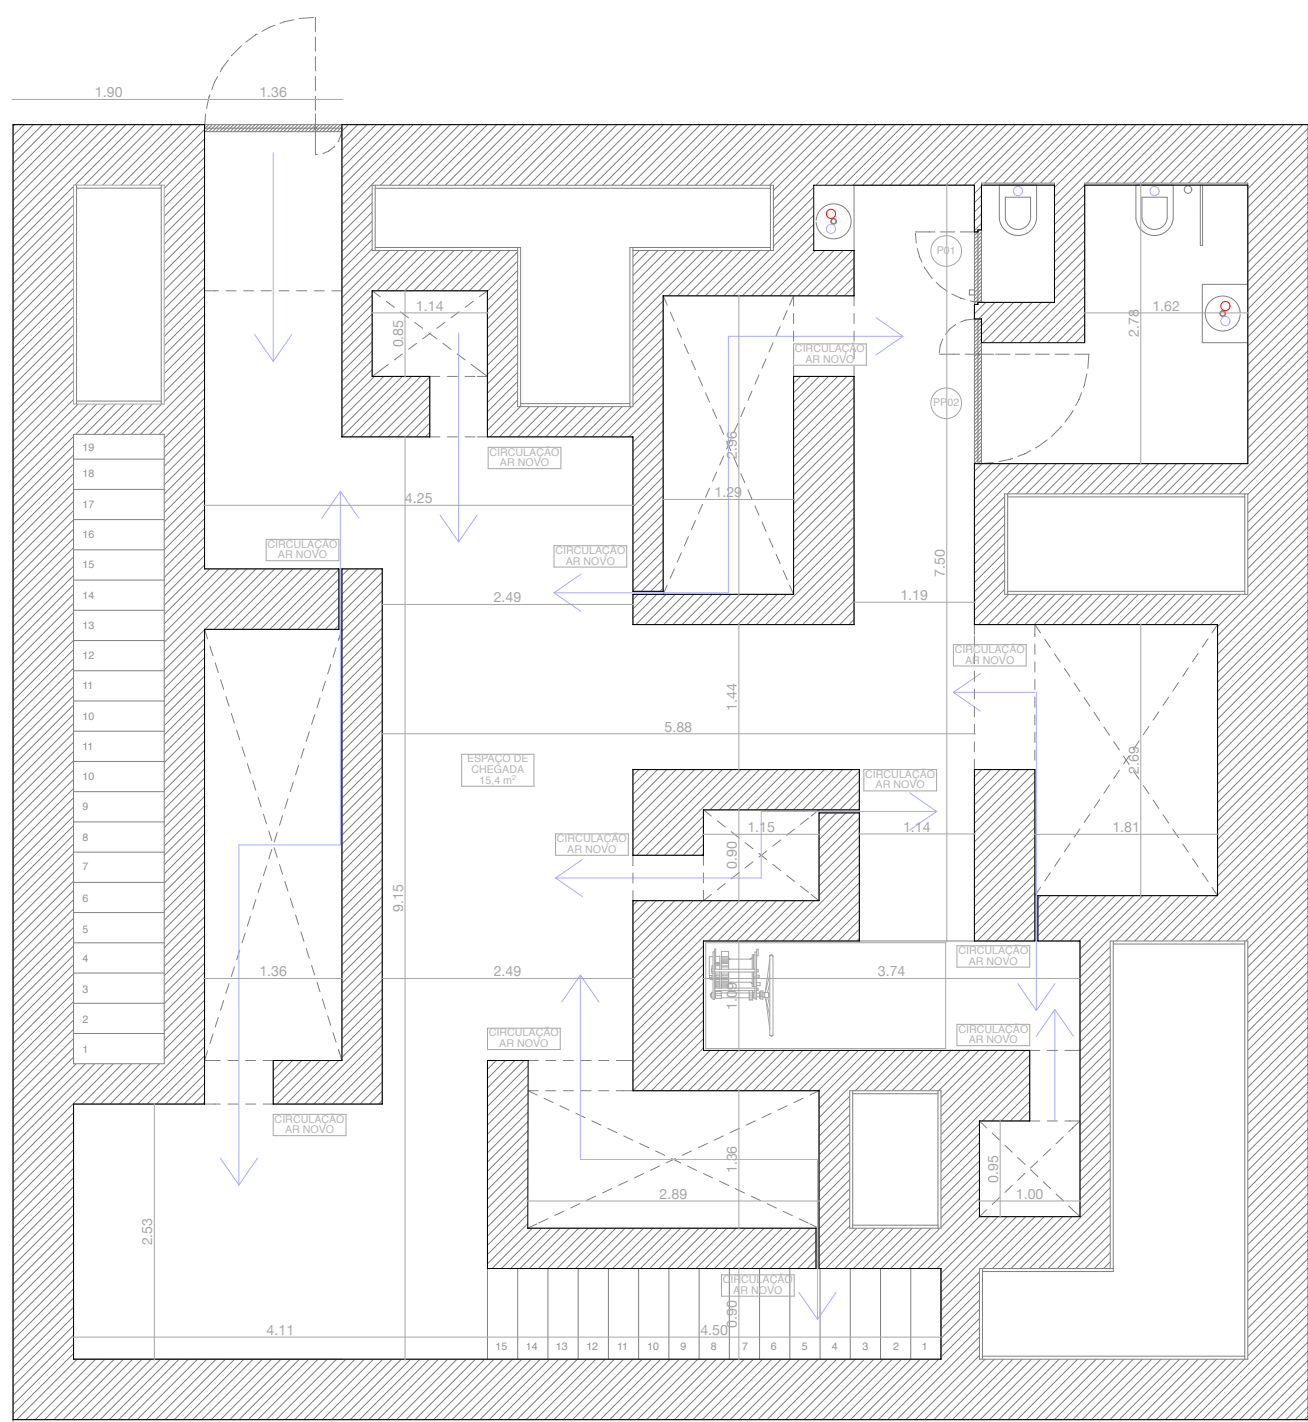 1.90
1.36
P01
1.14
0.85
1.62
2.78
CIRCULAÇÃO
AR NOVO
PP02
19
18
17
16
15
14
13
12
11
10
11
10
9
8
7
6
5
4
3
2
1
CIRCULAÇÃO
AR NOVO
2.96
1.29
4.25
CIRCULAÇÃO
AR NOVO
CIRCULAÇÃO
AR NOVO
7.50
2.49
1.19
CIRCULAÇÃO
AR NOVO
1.44
5.88
ESPAÇO DE
CHEGADA
15,4 m²
CIRCULAÇÃO
AR NOVO
2.69
1.15
1.14
1.81
CIRCULAÇÃO
AR NOVO
0.90
9.15
CIRCULAÇÃO
AR NOVO
1.36
2.49
3.74
1.09
CIRCULAÇÃO
AR NOVO
CIRCULAÇÃO
AR NOVO
CIRCULAÇÃO
AR NOVO
1.36
0.95
2.89
1.00
2.53
CIRCULAÇÃO
AR NOVO
0.90
4.11
4.50
15
14
13
12
11
10
9
8
7
6
5
4
3
2
1